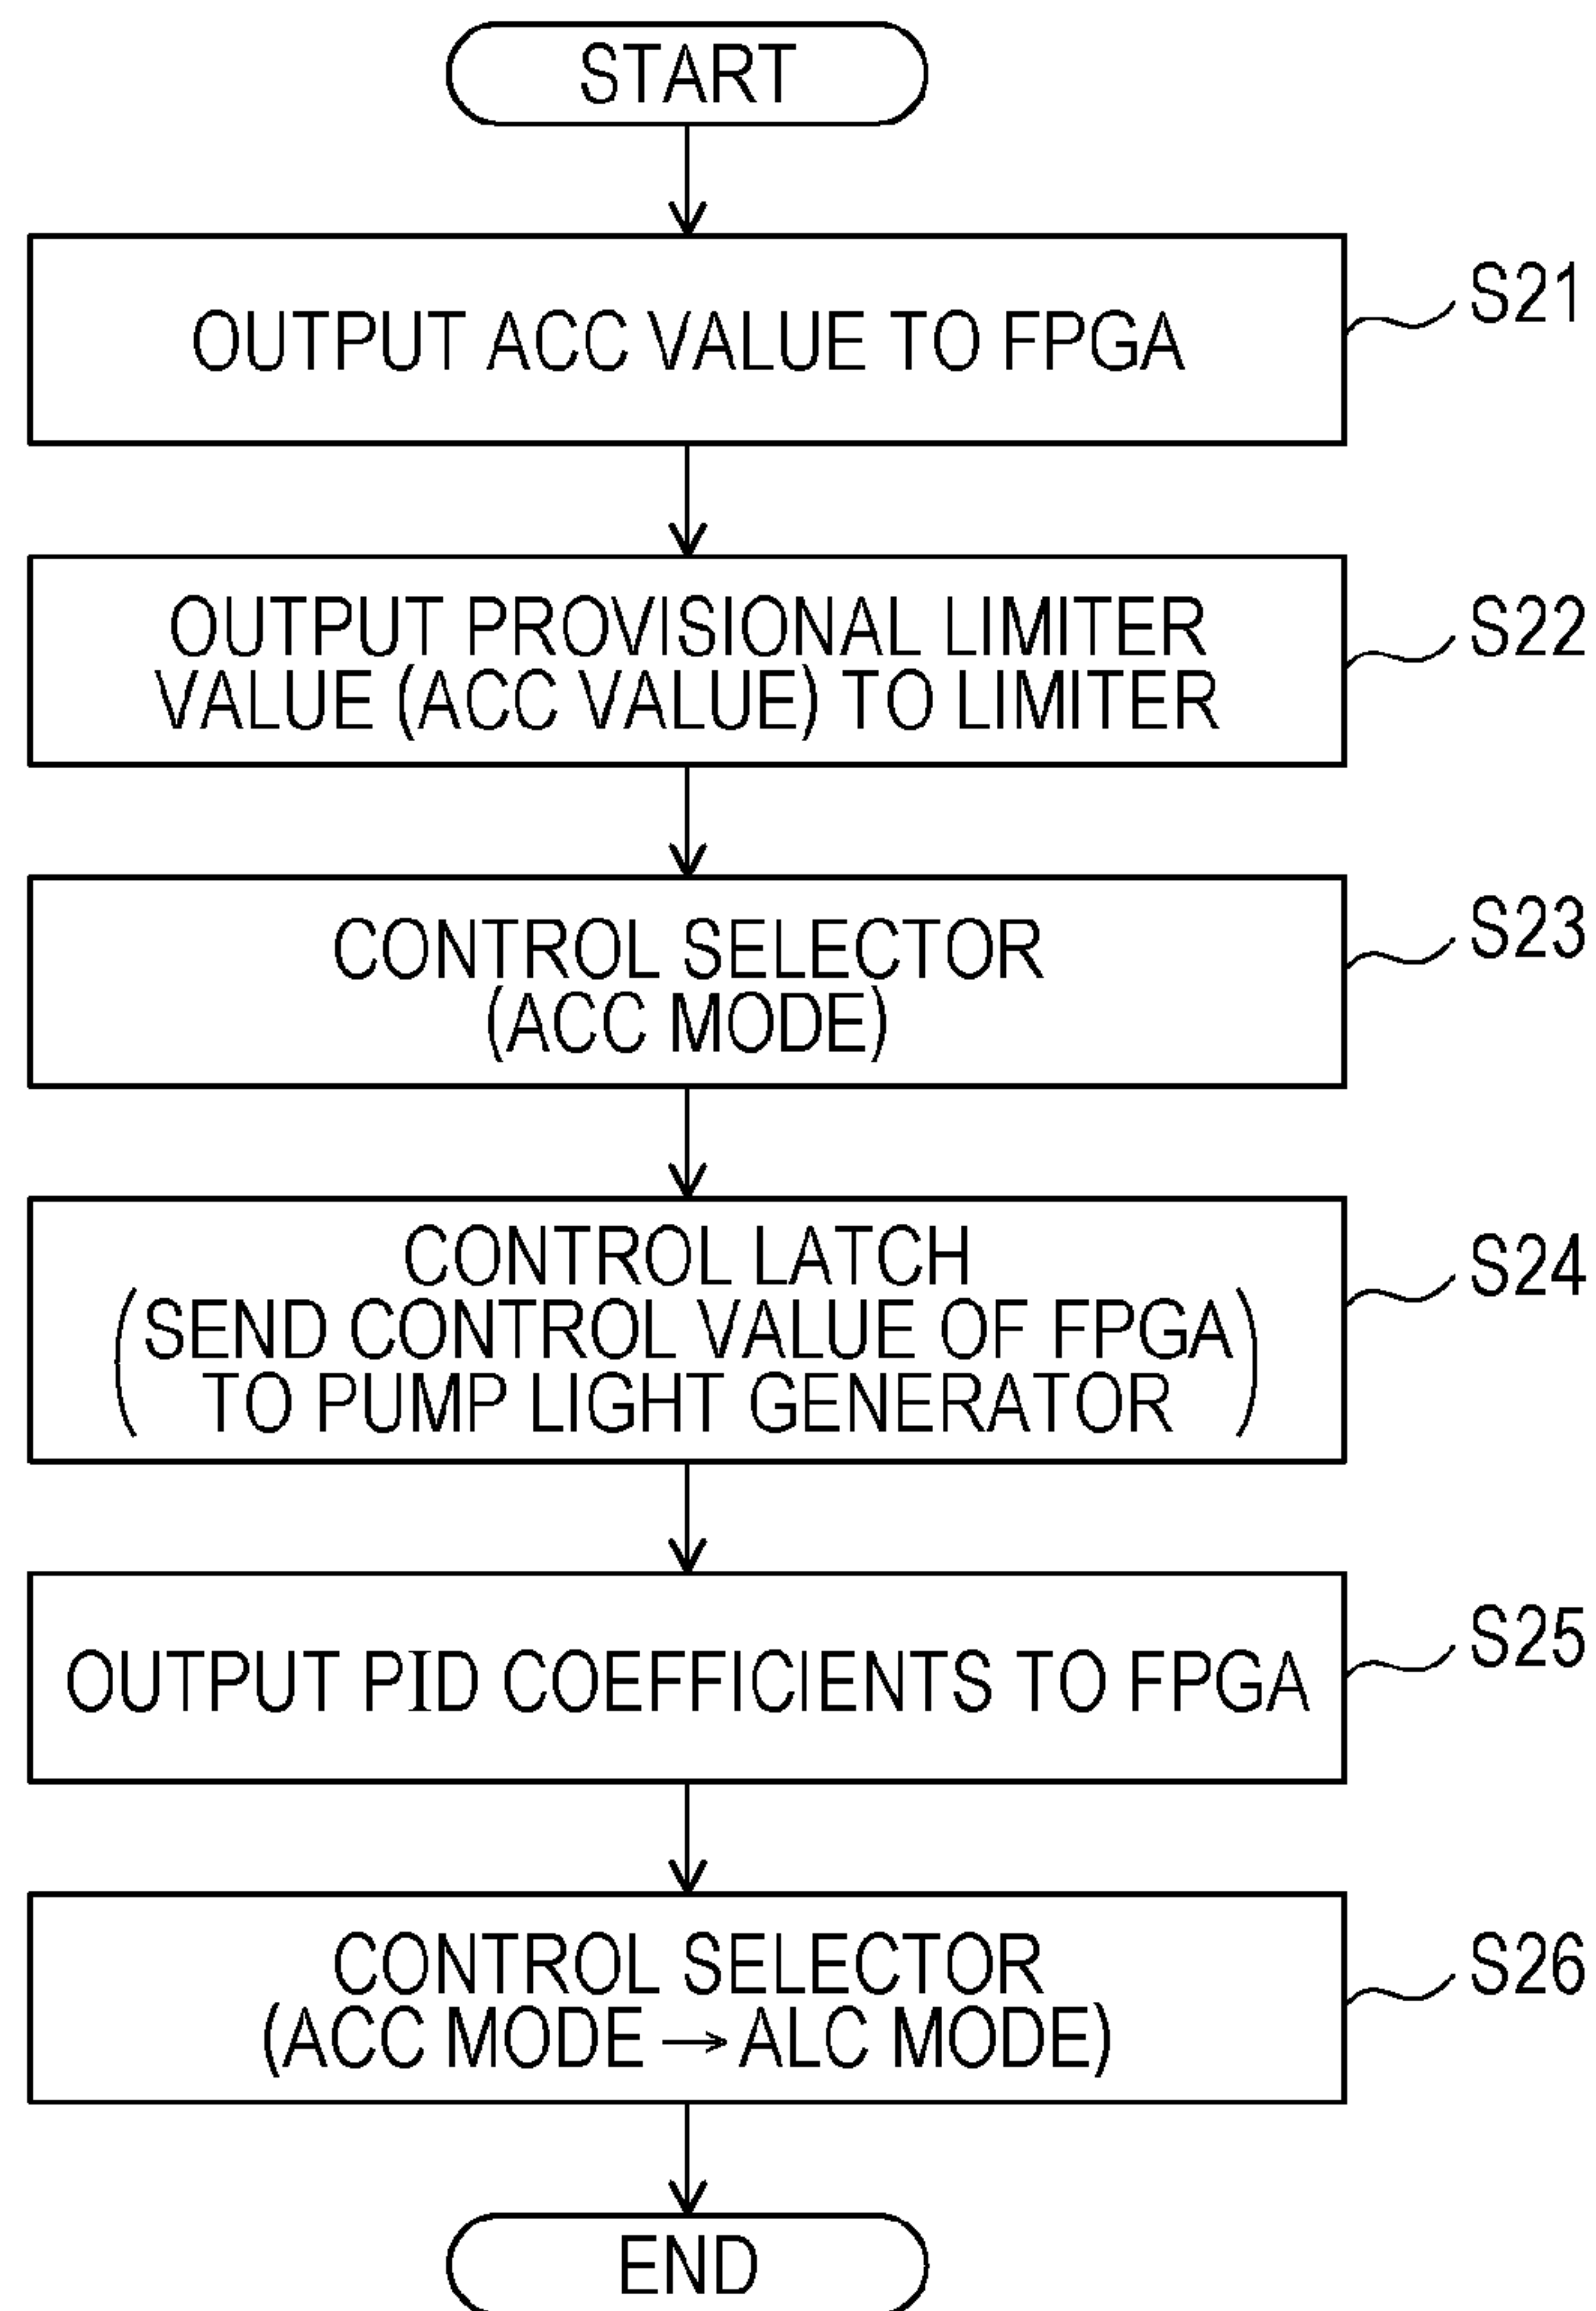 START
OUTPUT ACC VALUE TO FPGA
S21
OUTPUT PROVISIONAL LIMITER
VALUE (ACC VALUE) TO LIMITER
S22
CONTROL SELECTOR
(ACC MODE)
S23
CONTROL LATCH
(SEND CONTROL VALUE OF FPGA
TO PUMP LIGHT GENERATOR)
S24
OUTPUT PID COEFFICIENTS TO FPGA
S25
CONTROL SELECTOR
(ACC MODE → ALC MODE)
S26
END